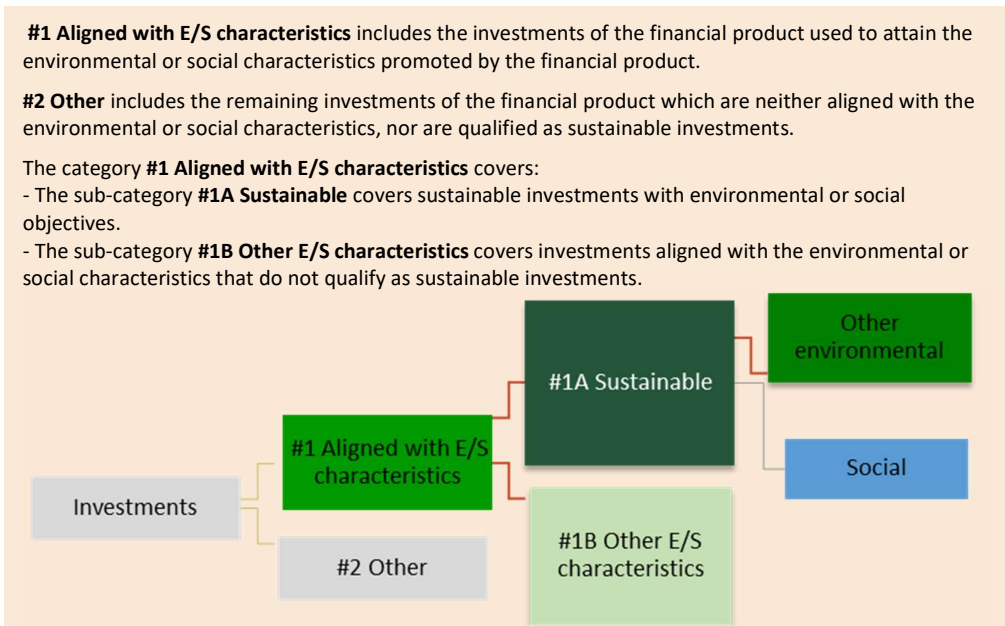 #1 Aligned with E/S characteristics includes the investments of the financial product used to attain the
environmental or social characteristics promoted by the financial product.
#2 Other includes the remaining investments of the financial product which are neither aligned with the
environmental or social characteristics, nor are qualified as sustainable investments.
The category #1 Aligned with E/S characteristics covers:
- The sub-category #1A Sustainable covers sustainable investments with environmental or social
objectives.
- The sub-category #1B Other E/S characteristics covers investments aligned with the environmental or
social characteristics that do not qualify as sustainable investments.
Investments
#1 Aligned with E/S
characteristics
#2 Other
#1A Sustainable
#1B Other E/S
characteristics
Other
environmental
Social